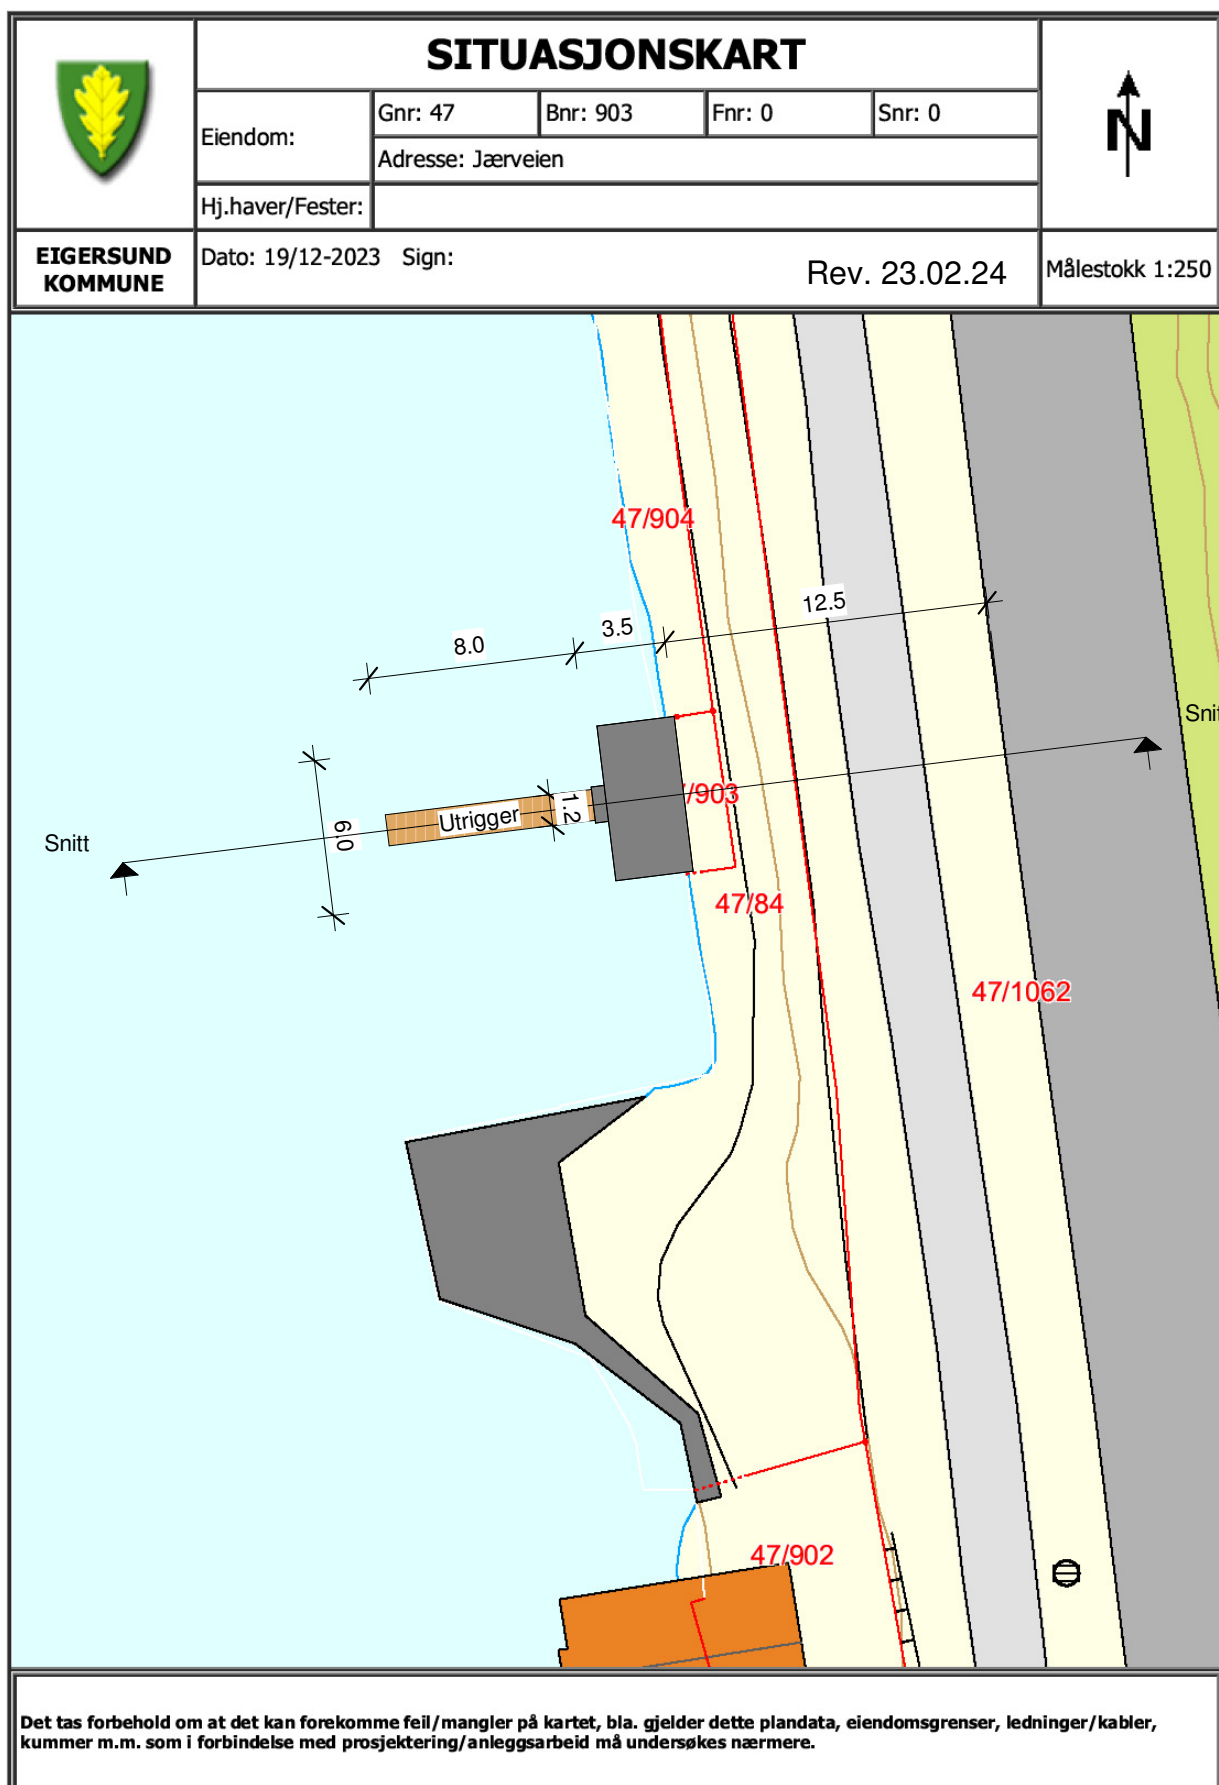 SITUASJONSKART
Eiendom:
Gnr: 47
Bnr: 903
Fnr: 0
Snr: 0
Adresse: Jærveien
Hj.haver/Fester:
N
EIGERSUND
KOMMUNE
Dato: 19/12-2023 Sign:
Rev. 23.02.24
Målestokk 1:250
47/904
12.5
3.5
8.0
Snit
/903
1.2
Utrigger
6.0
Snitt
47/84
47/1062
47/902
Det tas forbehold om at det kan forekomme feil/mangler på kartet, bla. gjelder dette plandata, eiendomsgrenser, ledninger/kabler,
kummer m.m. som i forbindelse med prosjektering/anleggsarbeid må undersøkes nærmere.